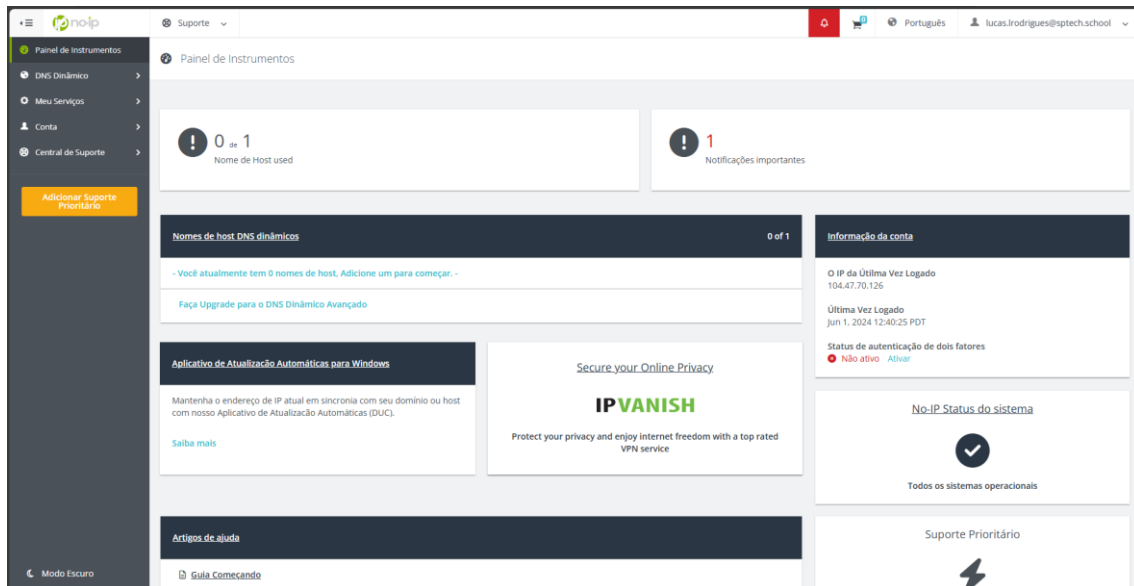 no-ip
Suporte
0
Português
lucas.lrodrigues@sptech.school
Painel de Instrumentos
DNS Dinâmico
Meu Serviços
Conta
Central de Suporte
Adicionar Suporte
Prioritário
Modo Escuro
Painel de Instrumentos
0 de 1
Nome de Host used
1
Notificações importantes
Nomes de host DNS dinâmicos
0 of 1
- Você atualmente tem 0 nomes de host, Adicione um para começar. -
Faça Upgrade para o DNS Dinâmico Avançado
Informação da conta
O IP da Útilma Vez Logado
104.47.70.126
Última Vez Logado
Jun 1, 2024 12:40:25 PDT
Status de autenticação de dois fatores
Não ativo Ativar
Aplicativo de Atualização Automáticas para Windows
Mantenha o endereço de IP atual em sincronia com seu domínio ou host
com nosso Aplicativo de Atualizacão Automáticas (DUC).
Saiba mais
Secure your Online Privacy
IPVANISH
Protect your privacy and enjoy internet freedom with a top rated
VPN service
No-IP Status do sistema
Todos os sistemas operacionais
Artigos de ajuda
Guia Começando
Suporte Prioritário